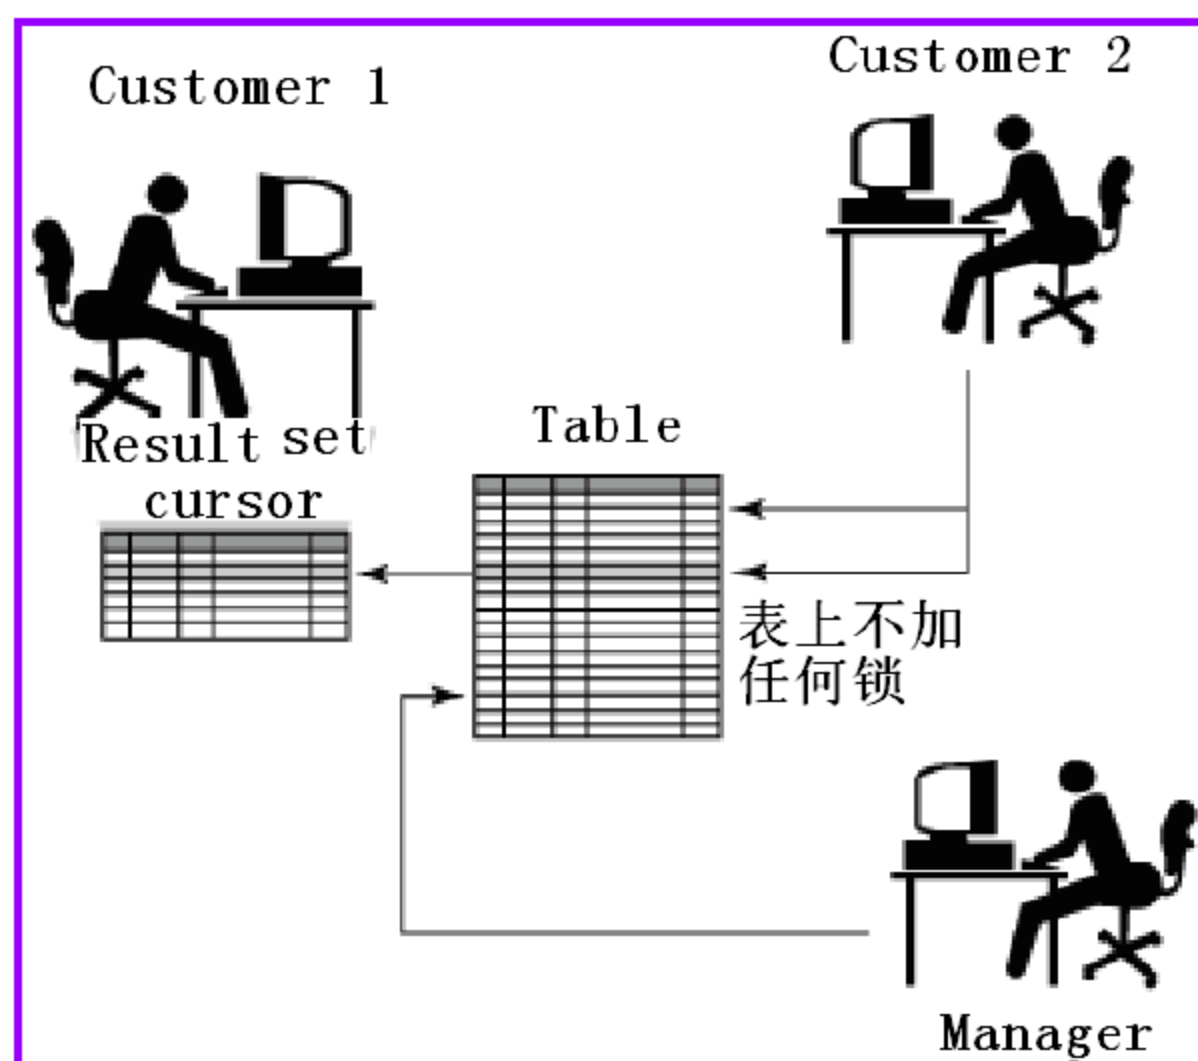 Customer 1
Customer 2
Result set
cursor
Table
表上不加
任何锁
Manager